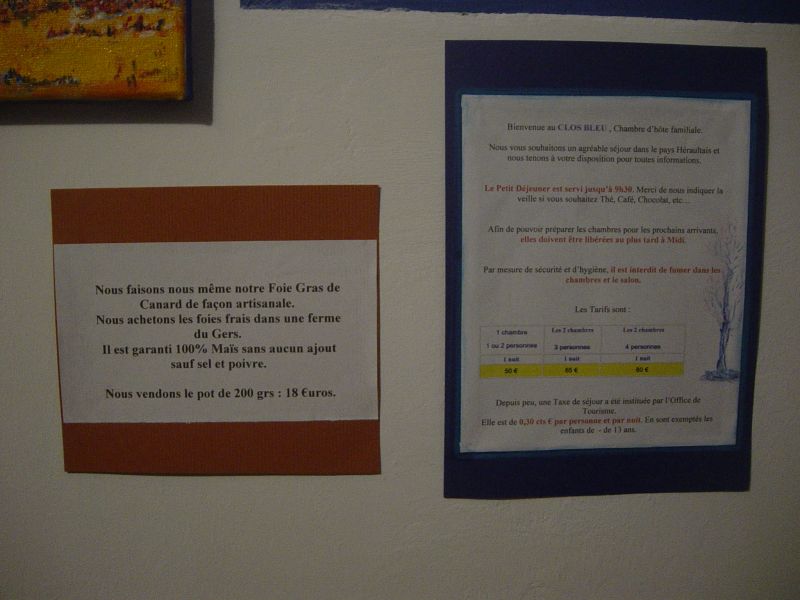 Nous faisons nous même notre Foie Gras de
Canard de façon artisanale.
Nous achetons les foies frais dans une ferme
du Gers.
Il est garanti 100% Maïs sans aucun ajout
sauf sel et poivre.
Nous vendons le pot de 200 grs : 18 €uros.
Bienvenue au CLOS BLEU , Chambre d'hôte familiale.
Nous vous souhaitons un agréable séjour dans le pays Héraultais et
nous tenons à votre disposition pour toutes informations.
Le Petit Déjeuner est servi jusqu'à 9h30. Merci de nous indiquer la
veille si vous souhaitez Thé, Café, Chocolat, etc...
Afin de pouvoir préparer les chambres pour les prochains arrivants,
elles doivent être libérées au plus tard à Midi.
Par mesure de sécurité et d'hygiène, il est interdit de fumer dans les
chambres et le salon.
Les Tarifs sont :
1 chambre Les 2 chambres Les 2 chambres
1 ou 2 personnes 3 personnes 4 personnes
1 nuit 1 nuit 1 nuit
50 € 65 € 80 €
Depuis peu, une Taxe de séjour a été instituée par l'Office de
Tourisme.
Elle est de 0,30 cts € par personne et par nuit. En sont exemptés les
enfants de - de 13 ans.